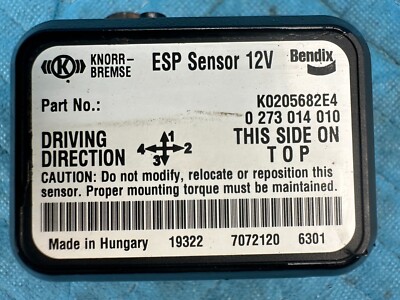 KNORR-BREMSE
ESP Sensor 12V
Bendix
Part No.:
K0205682E4
0 273 014 010
DRIVING DIRECTION
1
4 2
3
THIS SIDE ON
T O P
CAUTION: Do not modify, relocate or reposition this
sensor. Proper mounting torque must be maintained.
Made in Hungary 19322 7072120 6301